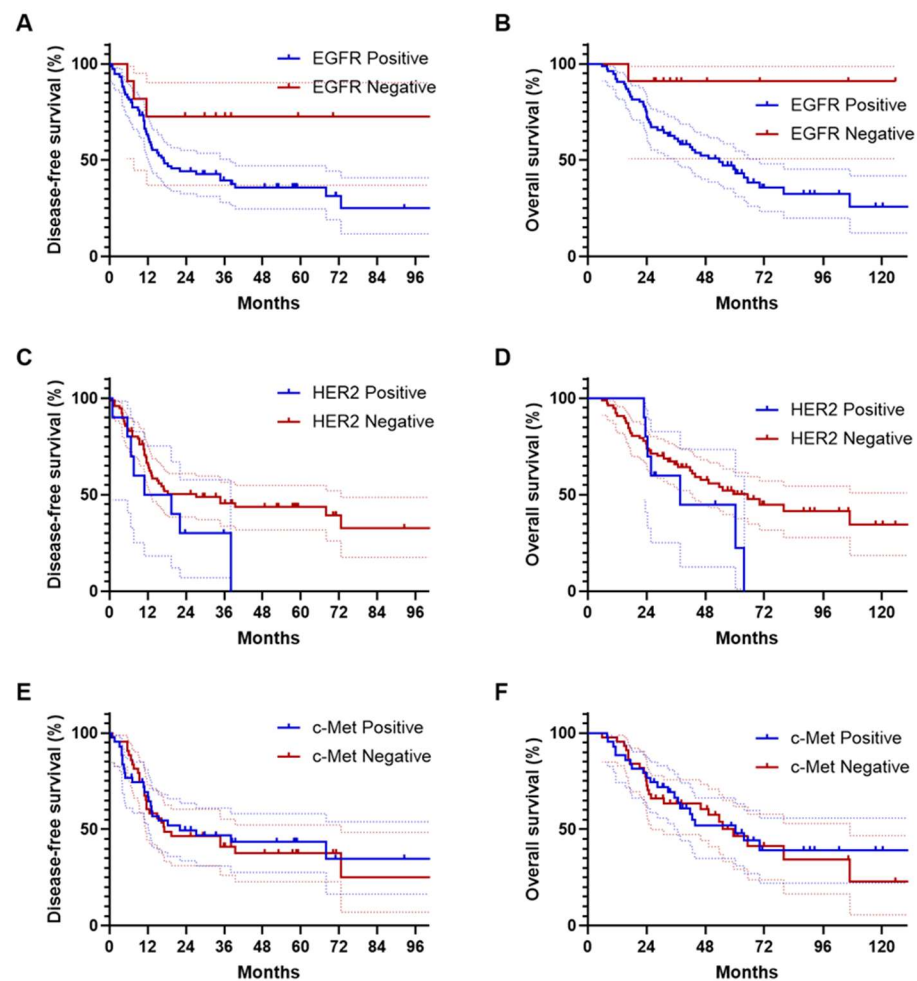 A
Disease-free survival (%)
100
50
0
EGFR Positive
EGFR Negative
0 12 24 36 48 60 72 84 96
Months
B
Overall survival (%)
100
50
0
EGFR Positive
EGFR Negative
0 24 48 72 96 120
Months
C
Disease-free survival (%)
100
50
0
HER2 Positive
HER2 Negative
0 12 24 36 48 60 72 84 96
Months
D
Overall survival (%)
100
50
0
HER2 Positive
HER2 Negative
0 24 48 72 96 120
Months
E
Disease-free survival (%)
100
50
0
c-Met Positive
c-Met Negative
0 12 24 36 48 60 72 84 96
Months
F
Overall survival (%)
100
50
0
c-Met Positive
c-Met Negative
0 24 48 72 96 120
Months